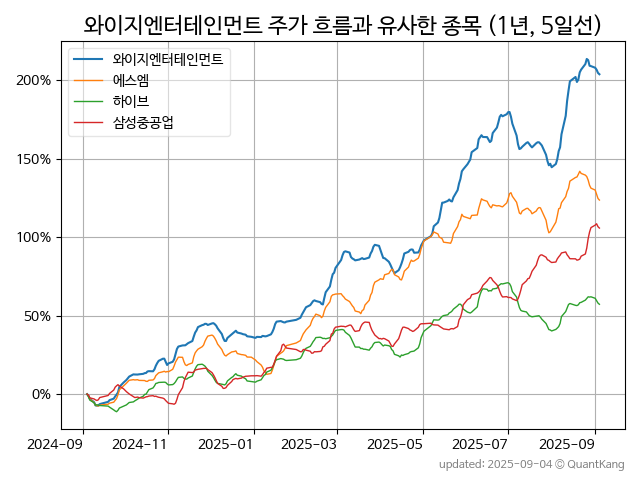 와이지엔터테인먼트 주가 흐름과 유사한 종목 (1년, 5일선)
와이지엔터테인먼트
에스엠
하이브
삼성중공업
200%
150%
100%
50%
0%
2024-09 2024-11 2025-01 2025-03 2025-05 2025-07 2025-09
updated: 2025-09-04 © QuantKang